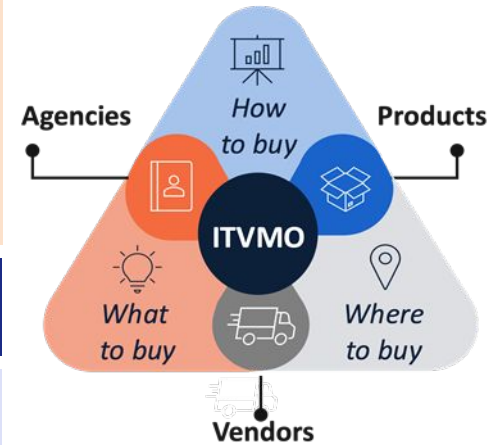 How
to buy
Agencies
Products
ITVMO
What
to buy
Where
to buy
Vendors